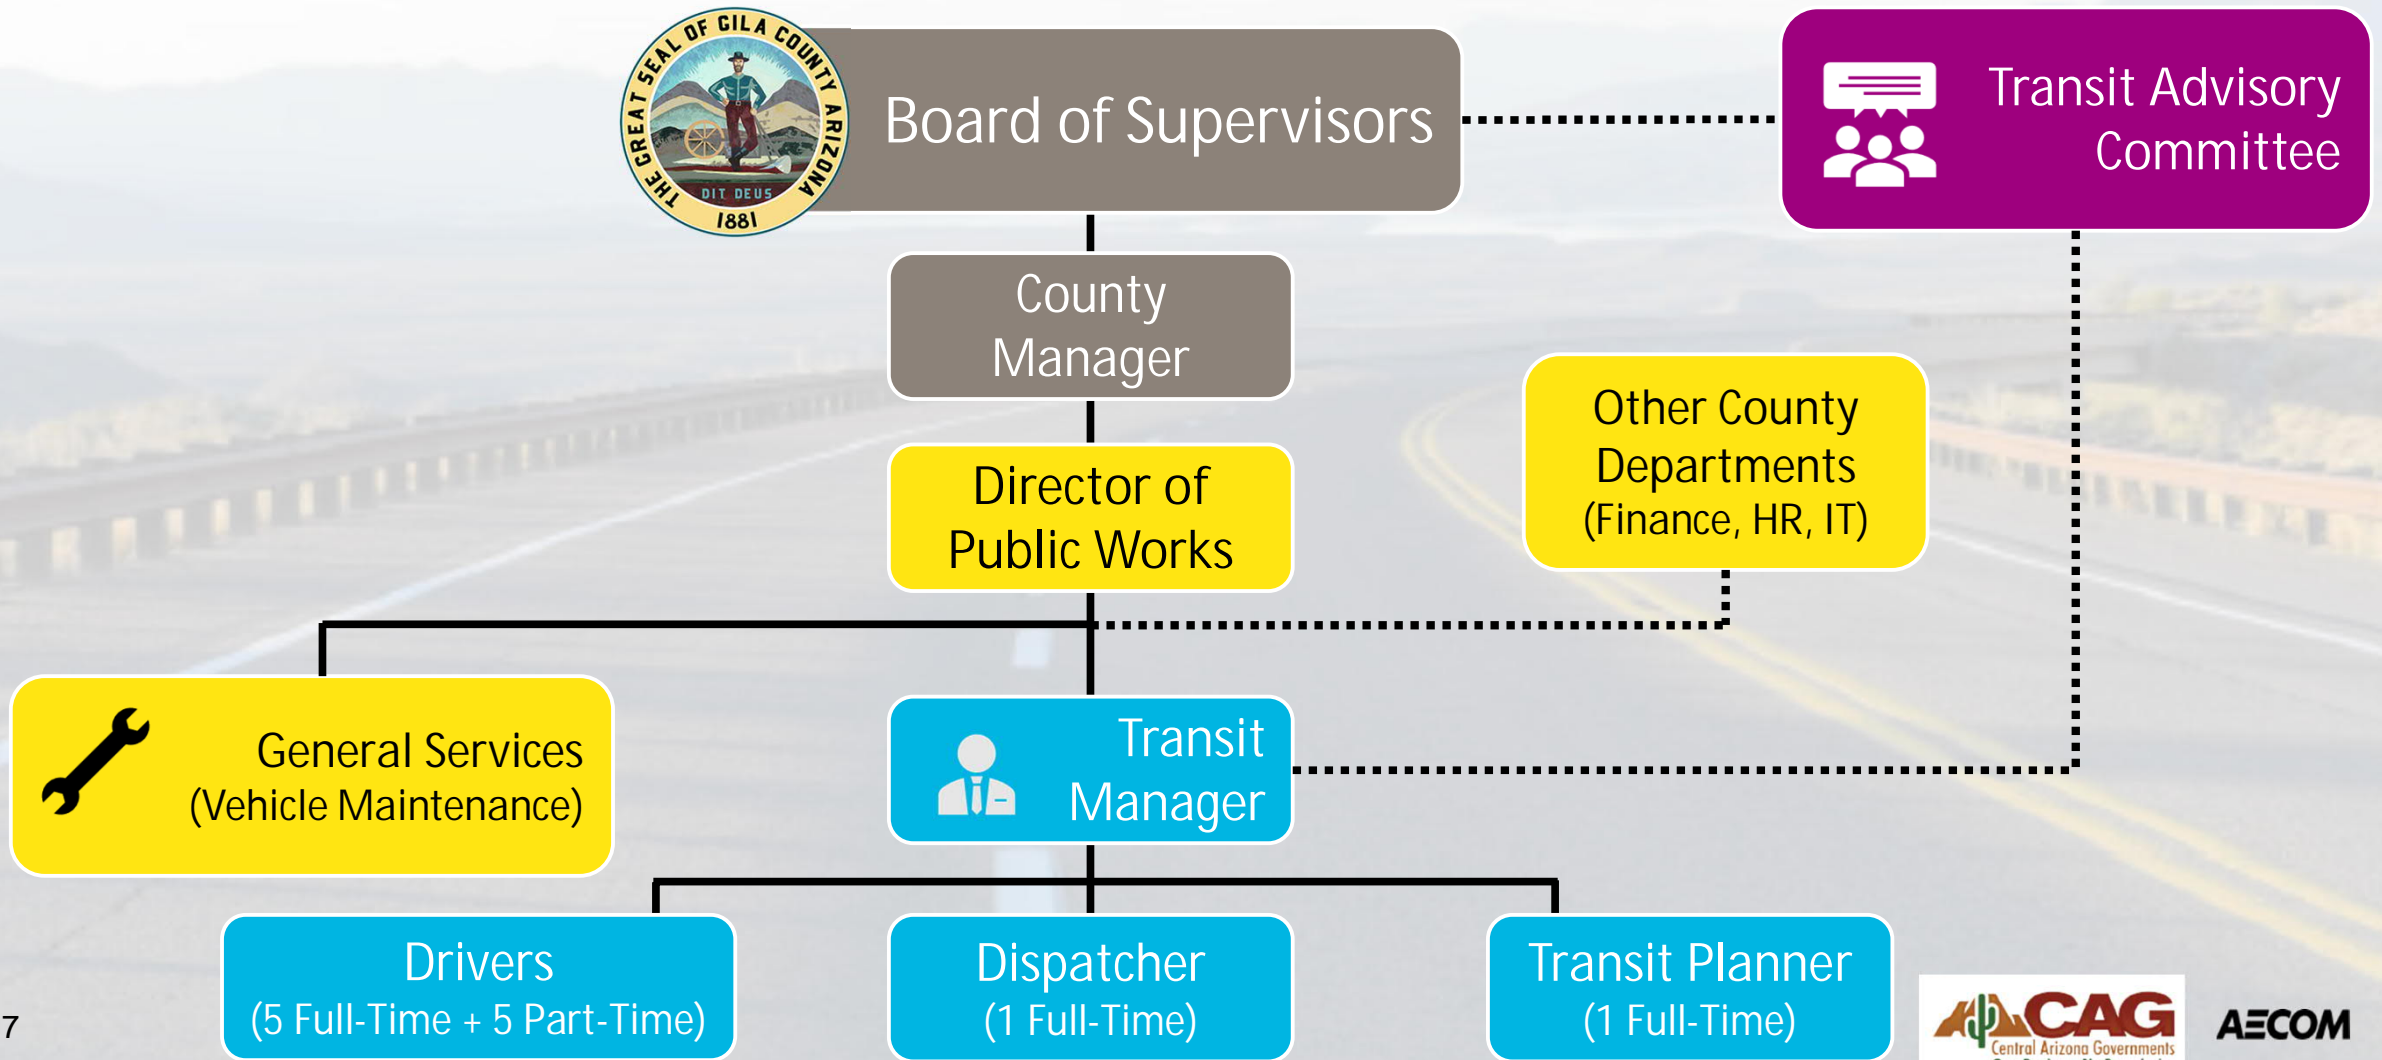 THE GREAT SEAL OF GILA COUNTY ARIZONA
DIT DEUS
1881
Board of Supervisors
Transit Advisory
Committee
County
Manager
Other County
Departments
(Finance, HR, IT)
Director of
Public Works
General Services
(Vehicle Maintenance)
Transit
Manager
Drivers
(5 Full-Time + 5 Part-Time)
Dispatcher
(1 Full-Time)
Transit Planner
(1 Full-Time)
7
CAG
Central Arizona Governments
AECOM